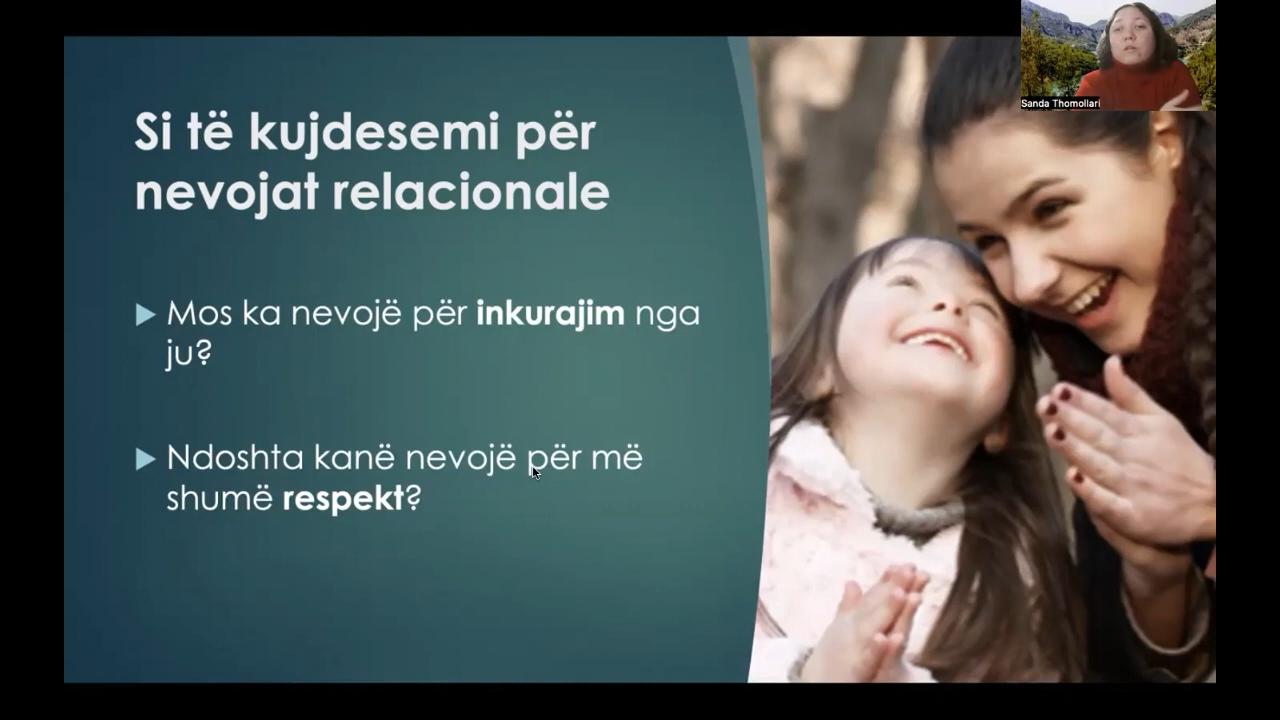 Sanda Thomollari
Si të kujdesemi për
nevojat relacionale
Mos ka nevojë për inkurajim nga
ju?
Ndoshta kanë nevojë për më
shumë respekt?